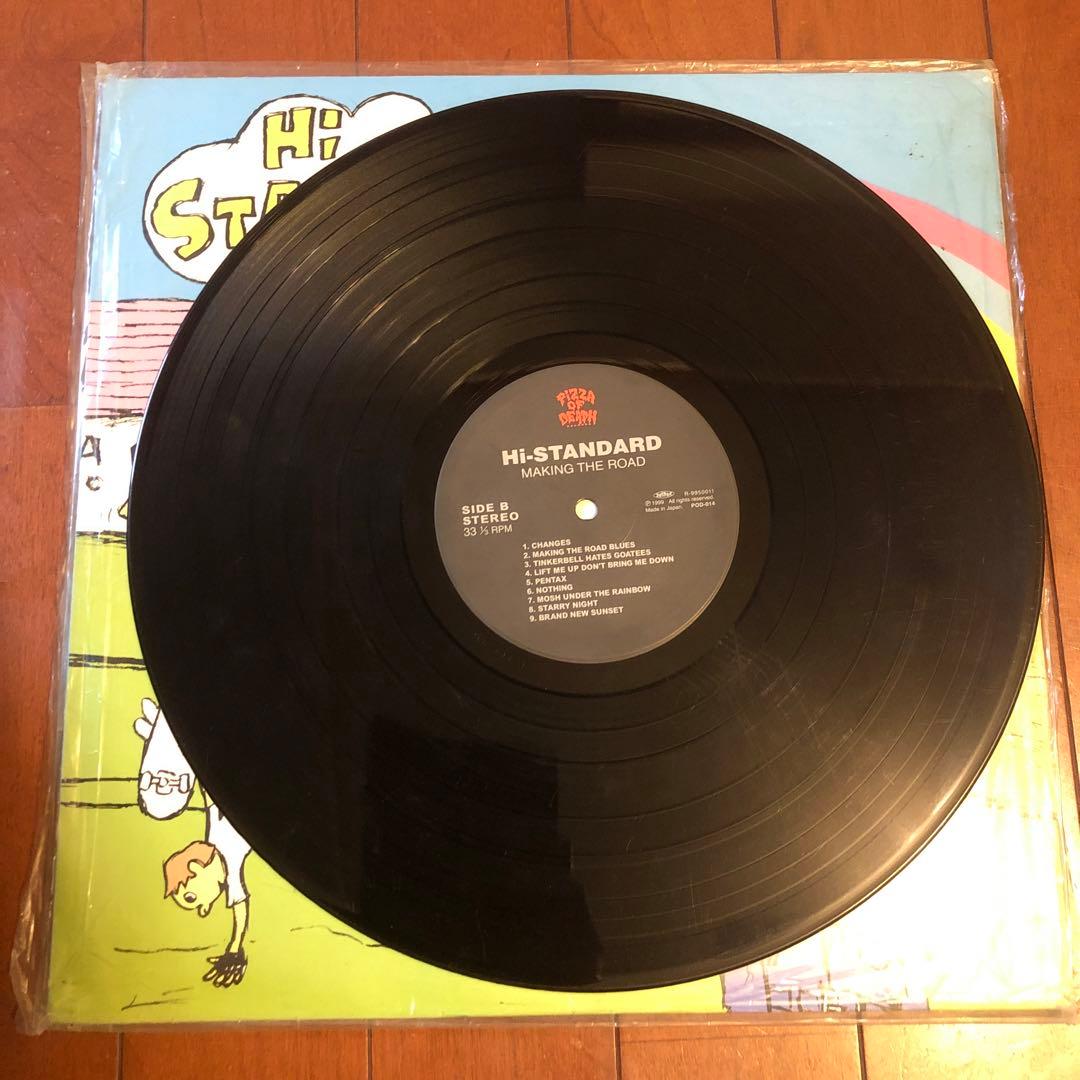 Hi
STA
PIZZA
OF
DEATH
Hi-STANDARD
MAKING THE ROAD
SIDE B
STEREO
33 1/3 RPM
R-9950011
℗ 1999 All rights reserved.
Made in Japan. POD-014
1. CHANGES
2. MAKING THE ROAD BLUES
3. TINKERBELL HATES GOATEES
4. LIFT ME UP DON'T BRING ME DOWN
5. PENTAX
6. NOTHING
7. MOSH UNDER THE RAINBOW
8. STARRY NIGHT
9. BRAND NEW SUNSET